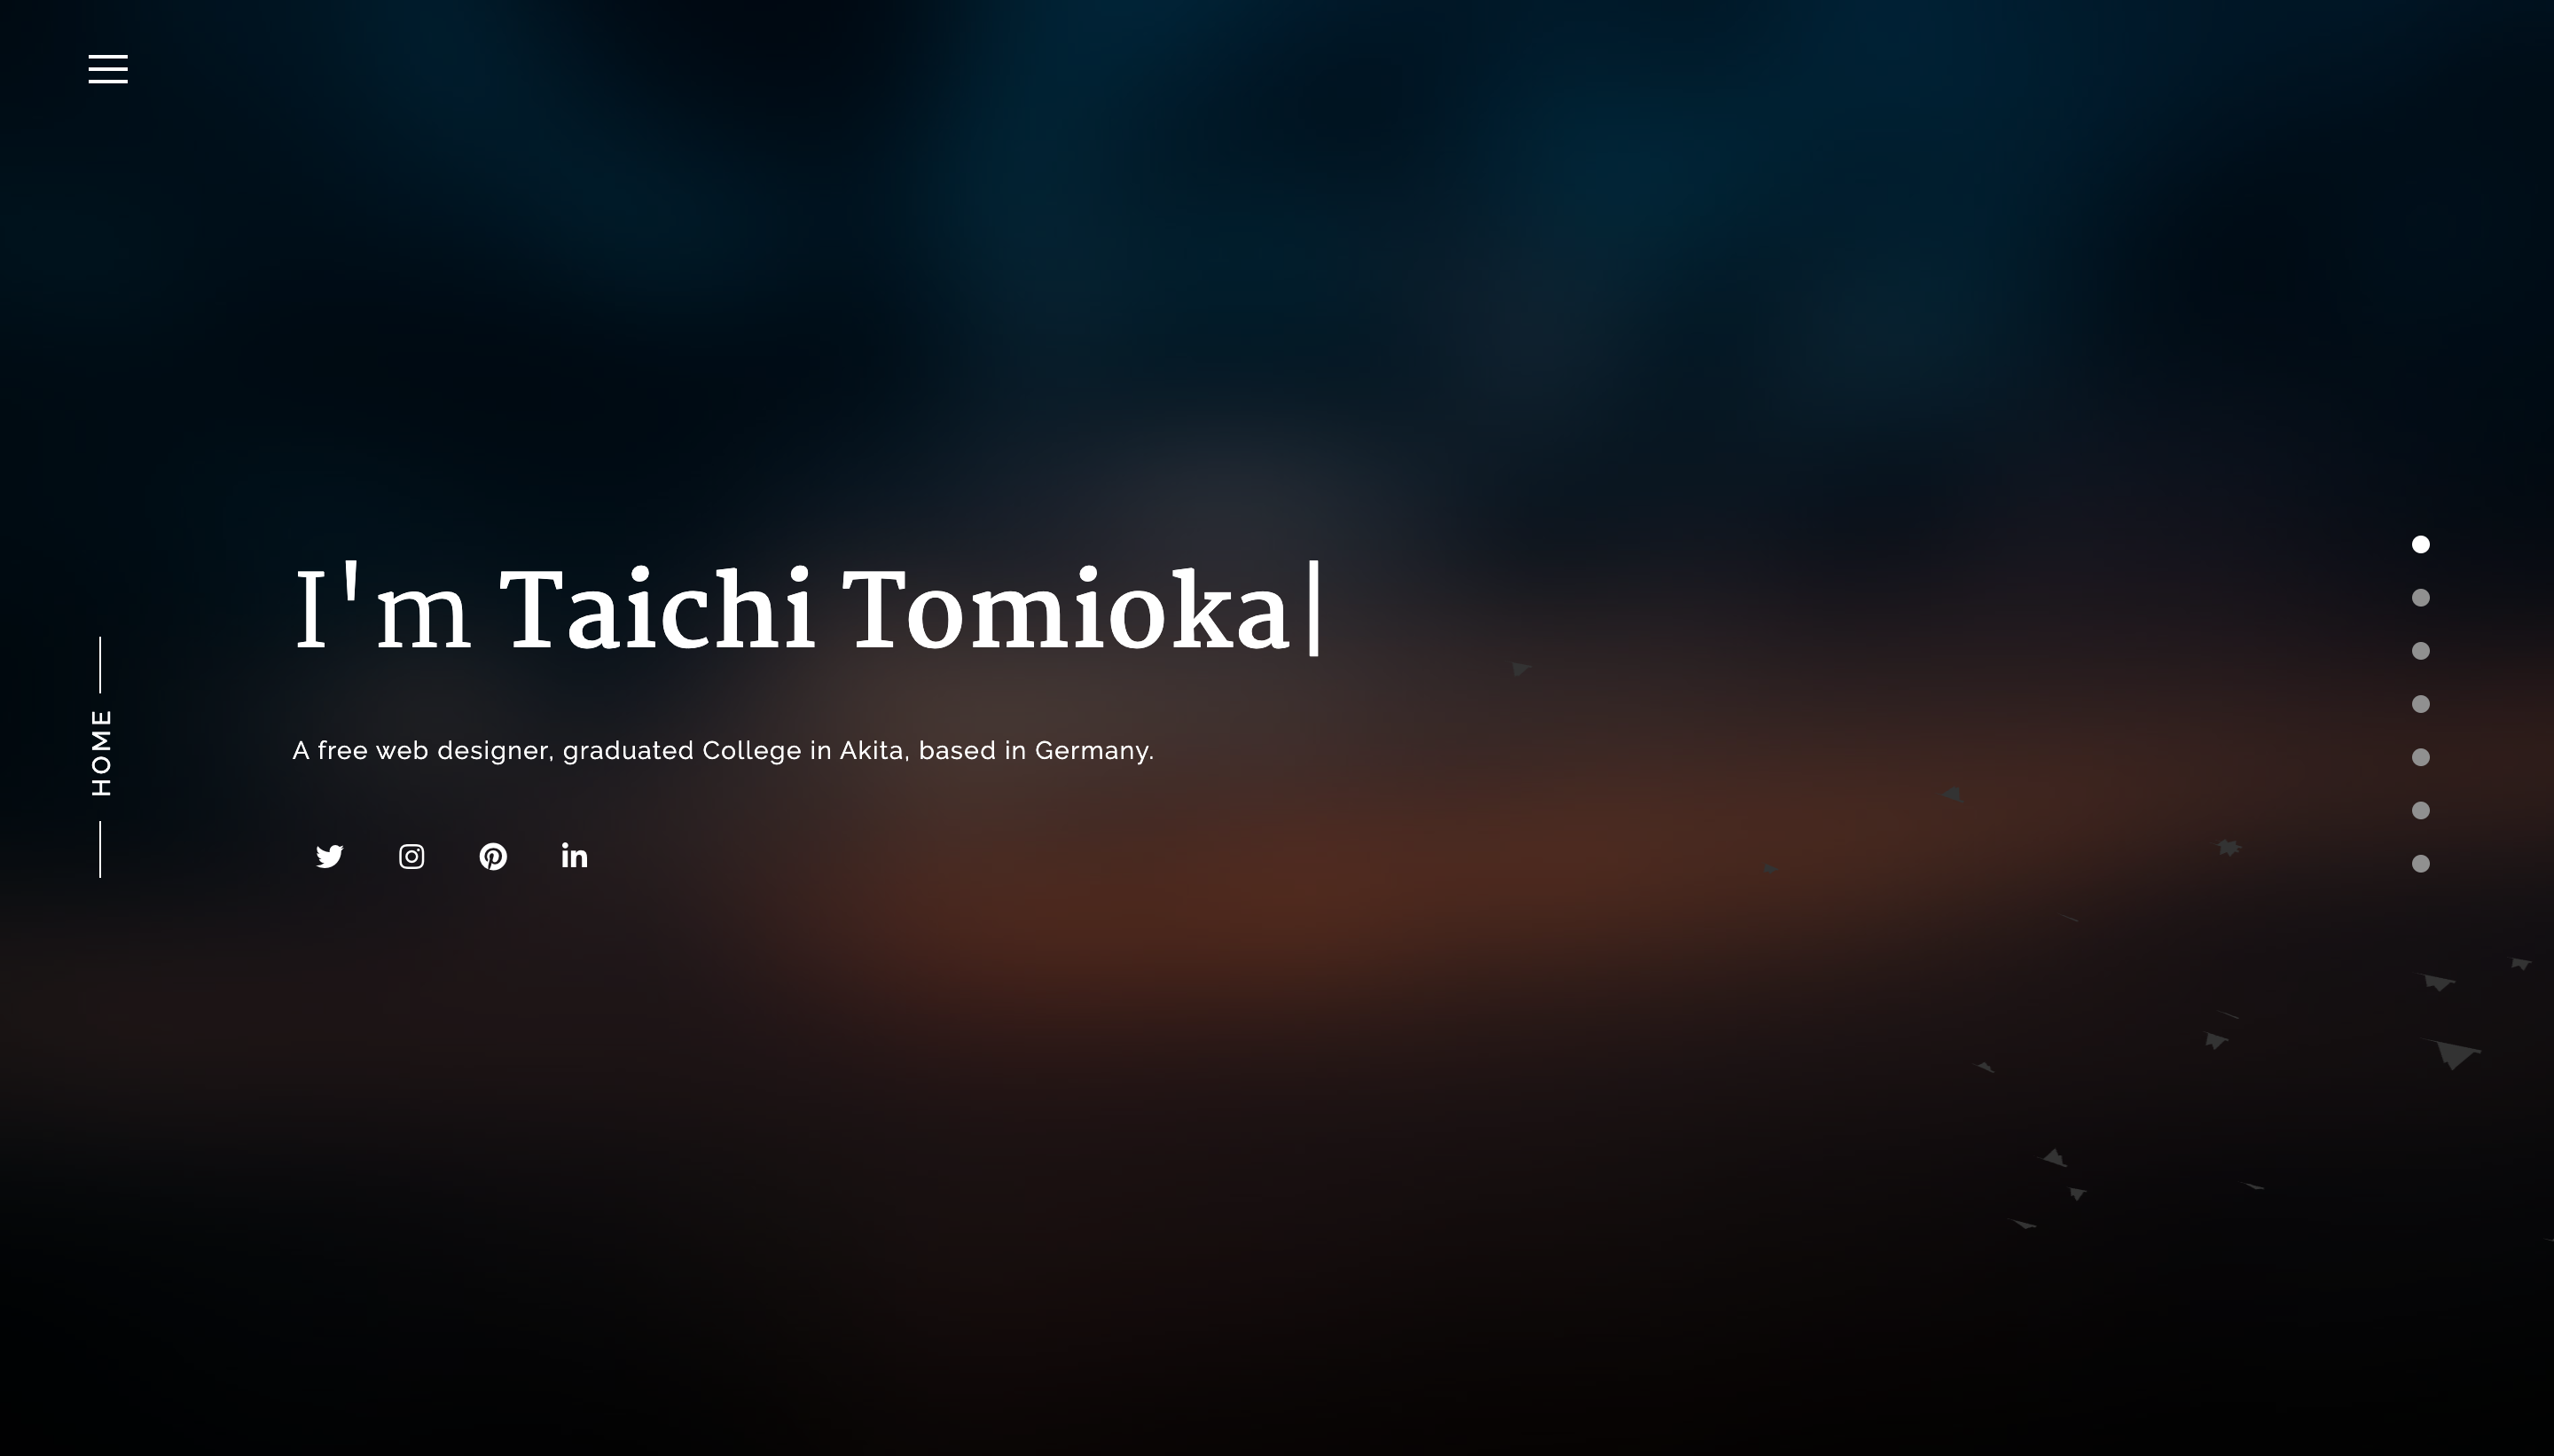 I'm Taichi Tomioka|
A free web designer, graduated College in Akita, based in Germany.
HOME